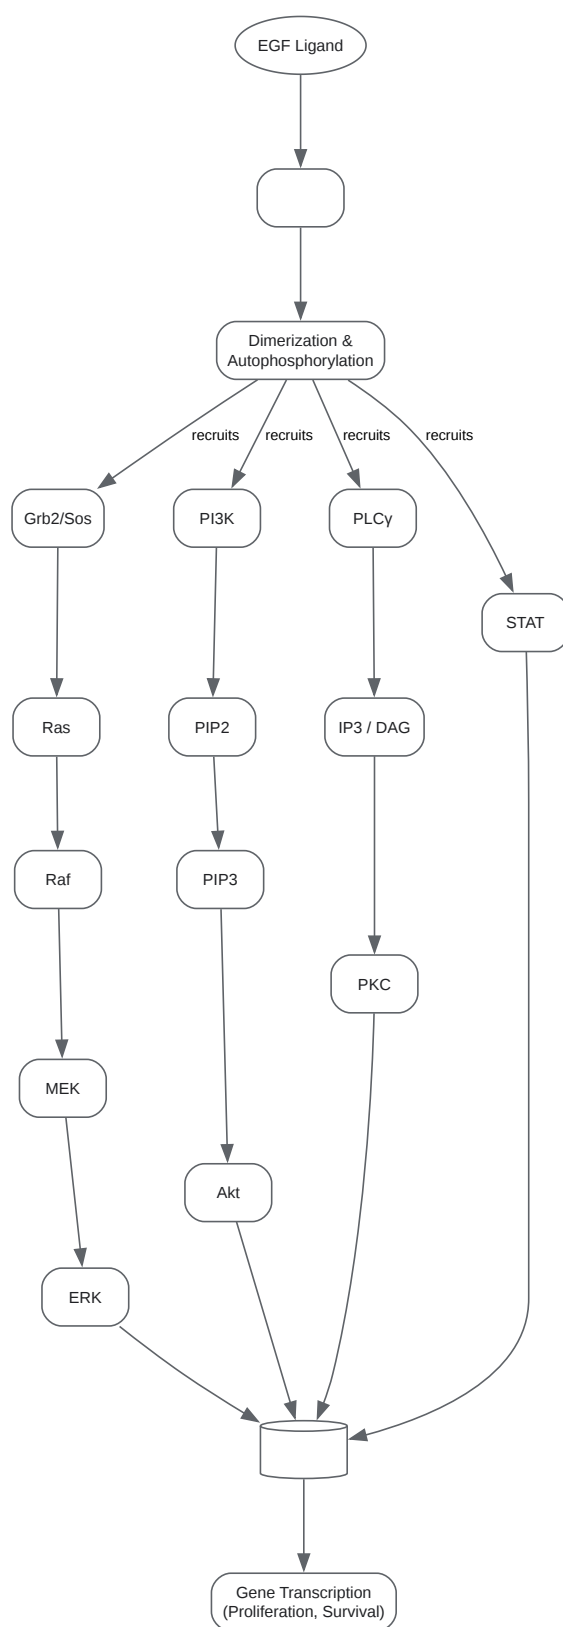 EGF Ligand
Dimerization &
Autophosphorylation
recruits
recruits
recruits
recruits
Grb2/Sos
PI3K
PLCγ
STAT
Ras
PIP2
IP3 / DAG
Raf
PIP3
PKC
MEK
Akt
ERK
Gene Transcription
(Proliferation, Survival)